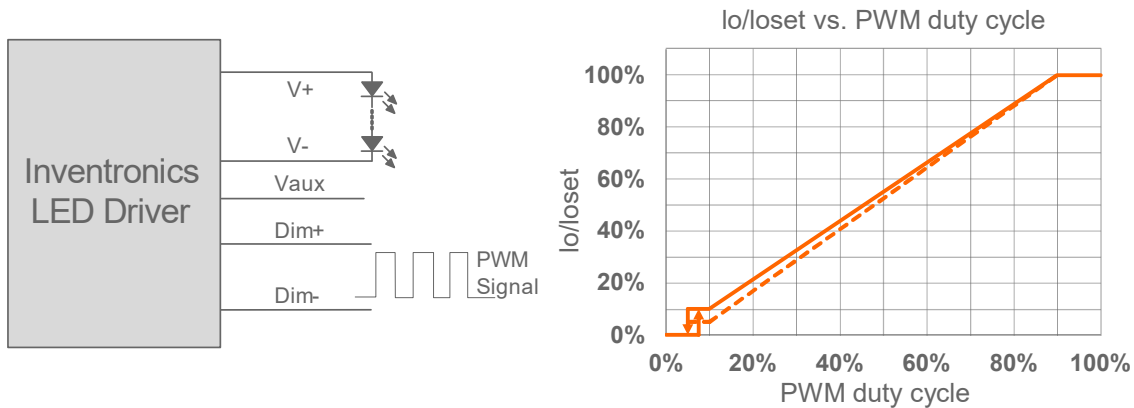 Inventronics
LED Driver
V+
V-
Vaux
Dim+
Dim-
PWM
Signal
Io/Ioset vs. PWM duty cycle
Io/Ioset
100%
80%
60%
40%
20%
0%
0%
20%
40%
60%
80%
100%
PWM duty cycle